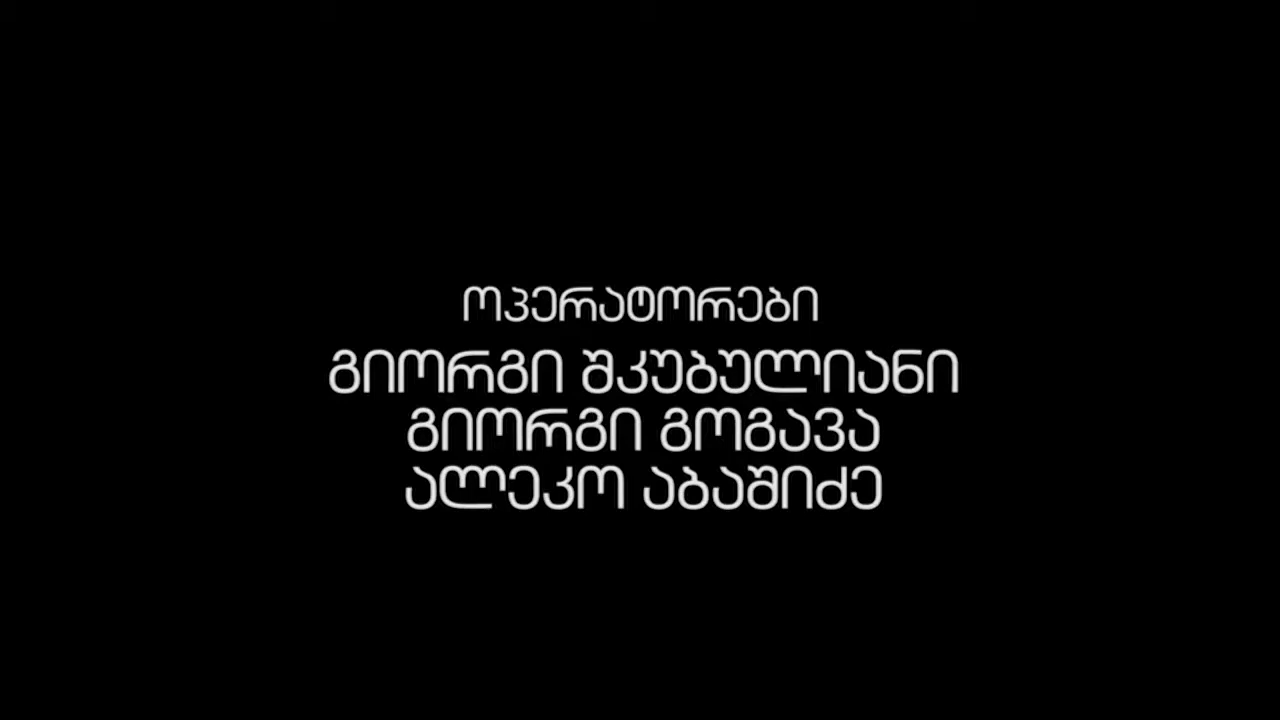 ოპერატორები
გიორგი შკუბულიანი
გიორგი გოგავა
ალეკო აბაშიძე